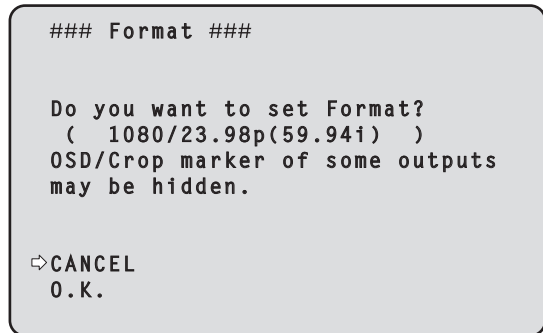 ### Format ###
Do you want to set Format?
( 1080/23.98p(59.94i) )
OSD/Crop marker of some outputs
may be hidden.
⇨CANCEL
O.K.